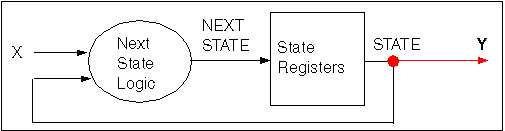 X
Next
State
Logic
NEXT
STATE
State
Registers
STATE
Y